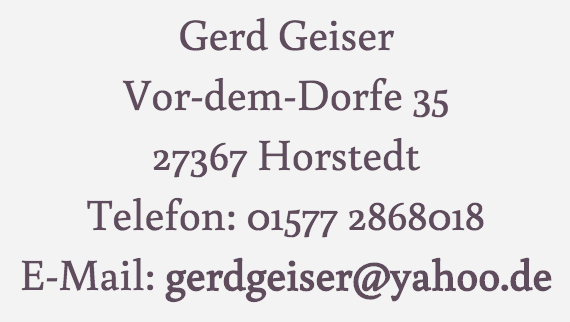 Gerd Geiser
Vor-dem-Dorfe 35
27367 Horstedt
Telefon: 01577 2868018
E-Mail: gerdgeiser@yahoo.de